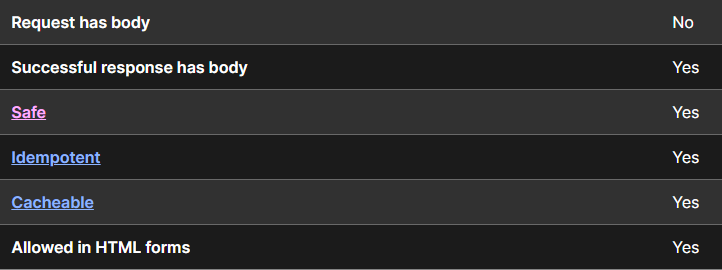 Request has body No
Successful response has body Yes
Safe Yes
Idempotent Yes
Cacheable Yes
Allowed in HTML forms Yes